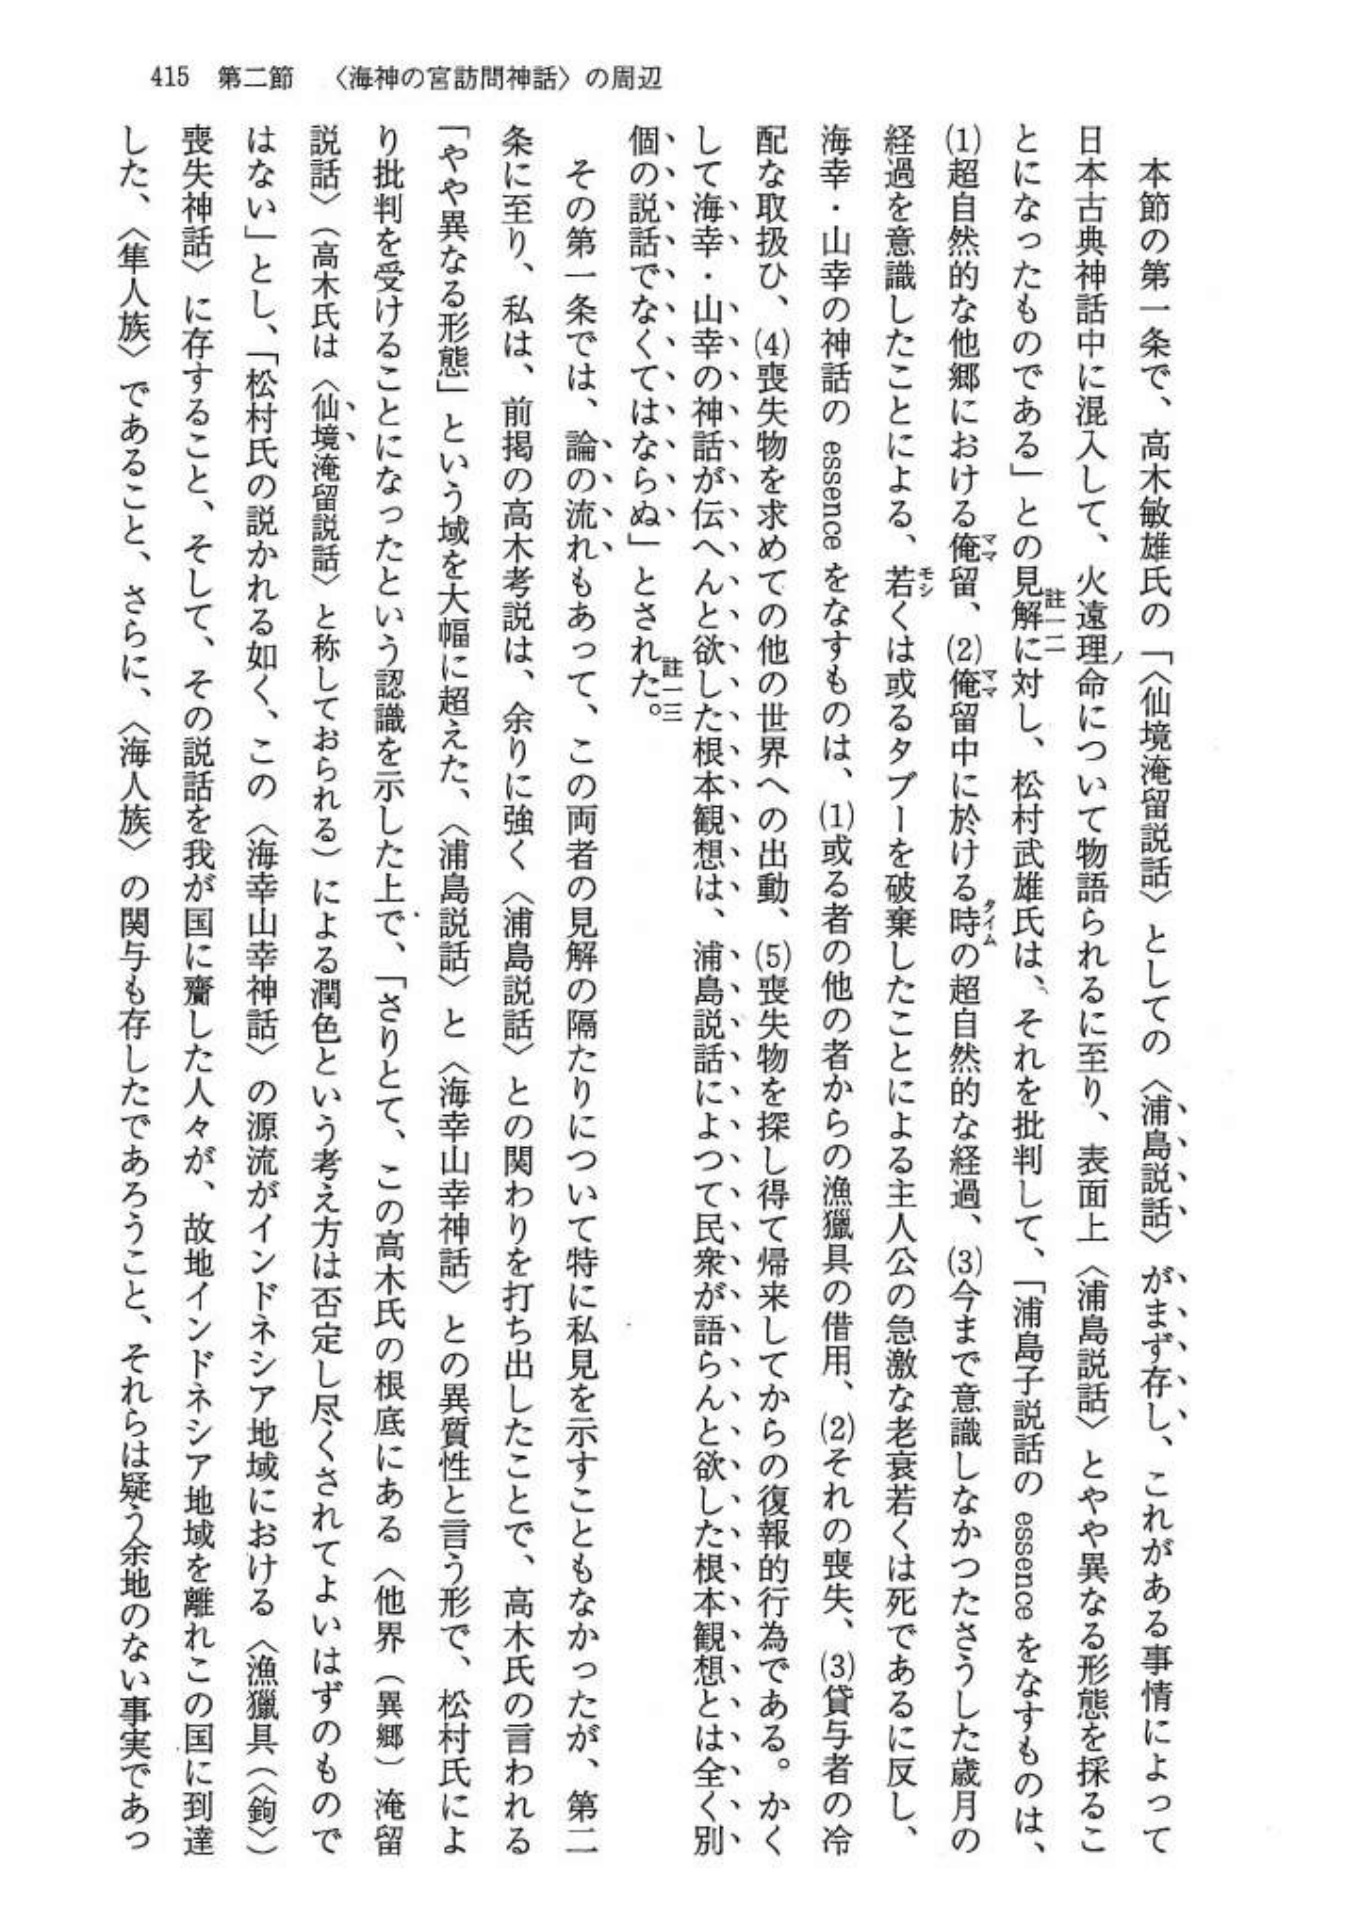 415　第二節　〈海神の宮訪問神話〉の周辺
本節の第一条で、高木敏雄氏の「〈仙境淹留説話〉としての〈浦島説話〉がまず存し、これがある事情によって
日本古典神話中に混入して、火遠理ノ命について物語られるに至り、表面上〈浦島説話〉とやや異なる形態を採るこ
とになったものである」との見解に註一二対し、松村武雄氏は、それを批判して、「浦島子説話の essence をなすものは、
(1)超自然的な他郷における俺ママ留、(2)俺ママ留中に於ける時タイムの超自然的な経過、(3)今まで意識しなかつたさうした歳月の
経過を意識したことによる、若モシくは或るタブーを破棄したことによる主人公の急激な老衰若くは死であるに反し、
海幸・山幸の神話の essence をなすものは、(1)或る者の他の者からの漁獵具の借用、(2)それの喪失、(3)貸与者の冷
配な取扱ひ、(4)喪失物を求めての他の世界への出動、(5)喪失物を探し得て帰来してからの復報的行為である。かく
して海幸・山幸の神話が伝へんと欲した根本観想は、浦島説話によつて民衆が語らんと欲した根本観想とは全く別
個の説話でなくてはならぬ」とされた註一三。
その第一条では、論の流れもあって、この両者の見解の隔たりについて特に私見を示すこともなかったが、第二
条に至り、私は、前掲の高木考説は、余りに強く〈浦島説話〉との関わりを打ち出したことで、高木氏の言われる
「やや異なる形態」という域を大幅に超えた、〈浦島説話〉と〈海幸山幸神話〉との異質性と言う形で、松村氏によ
り批判を受けることになったという認識を示した上で、「さりとて、この高木氏の根底にある〈他界（異郷）淹留
説話〉（高木氏は〈仙境淹留説話〉と称しておられる）による潤色という考え方は否定し尽くされてよいはずのもので
はない」とし、「松村氏の説かれる如く、この〈海幸山幸神話〉の源流がインドネシア地域における〈漁獵具（〈鉤〉）
喪失神話〉に存すること、そして、その説話を我が国に齎した人々が、故地インドネシア地域を離れこの国に到達
した、〈隼人族〉であること、さらに、〈海人族〉の関与も存したであろうこと、それらは疑う余地のない事実であっ